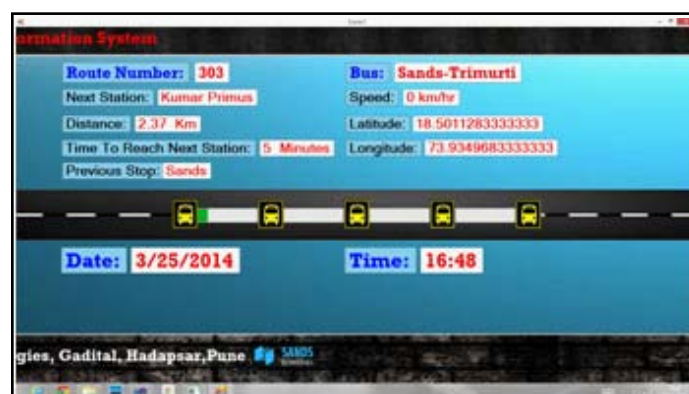 ormation System
Route Number: 303 Bus: Sands-Trimurti
Next Station: Kumar Primus Speed: 0 km/hr
Distance: 2.37 Km Latitude: 18.5011283333333
Time To Reach Next Station: 5 Minutes Longitude: 73.9349683333333
Previous Stop: Sands
Date: 3/25/2014 Time: 16:48
gies, Gadital, Hadapsar,Pune SANDS